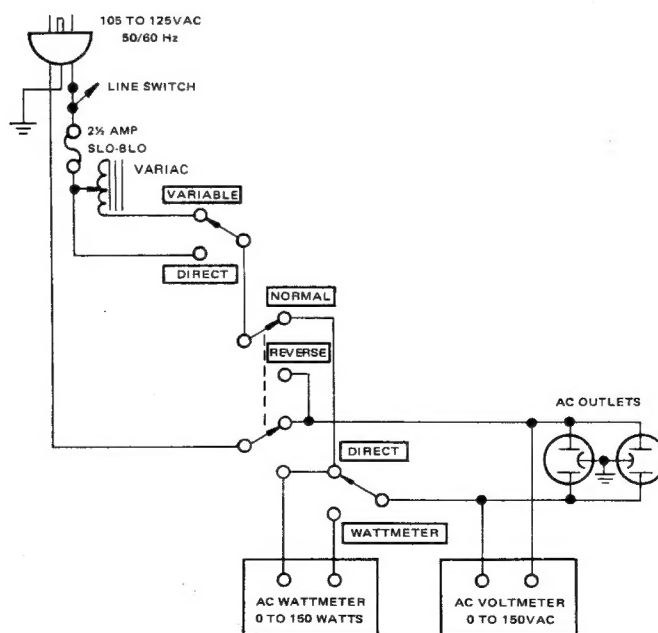 105 TO 125VAC
50/60 Hz
LINE SWITCH
2½ AMP
SLO-BLO
VARIAC
VARIABLE
DIRECT
NORMAL
REVERSE
AC OUTLETS
DIRECT
WATTMETER
AC WATTMETER
0 TO 150 WATTS
AC VOLTMETER
0 TO 150VAC